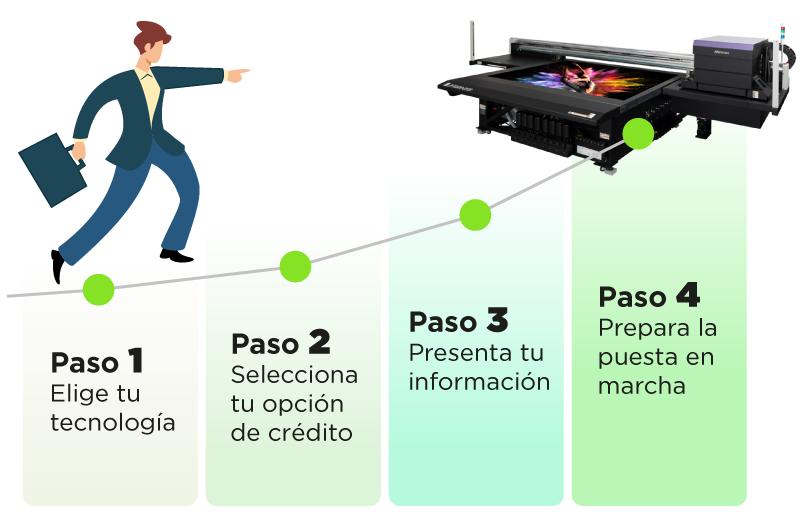 Paso 1
Elige tu
tecnología
Paso 2
Selecciona
tu opción
de crédito
Paso 3
Presenta tu
información
Paso 4
Prepara la
puesta en
marcha